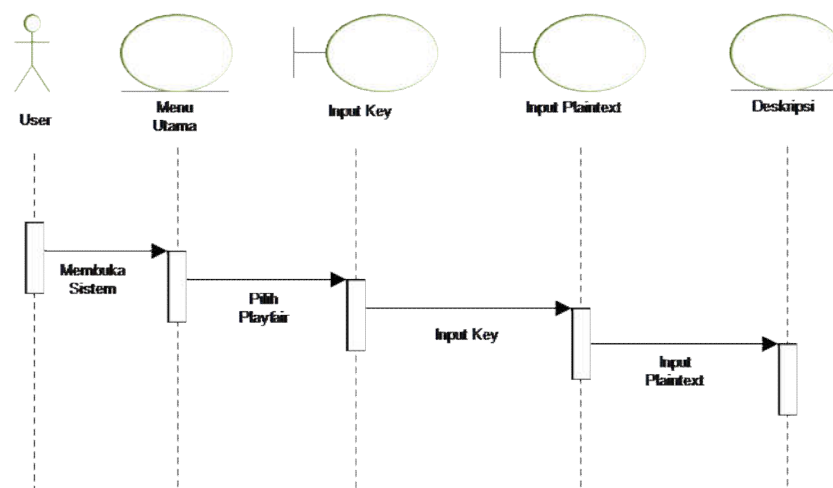 User
Menu
Utama
Input Key
Input Plaintext
Deskripsi
Membuka
Sistem
Pilih
Playfair
Input Key
Input
Plaintext